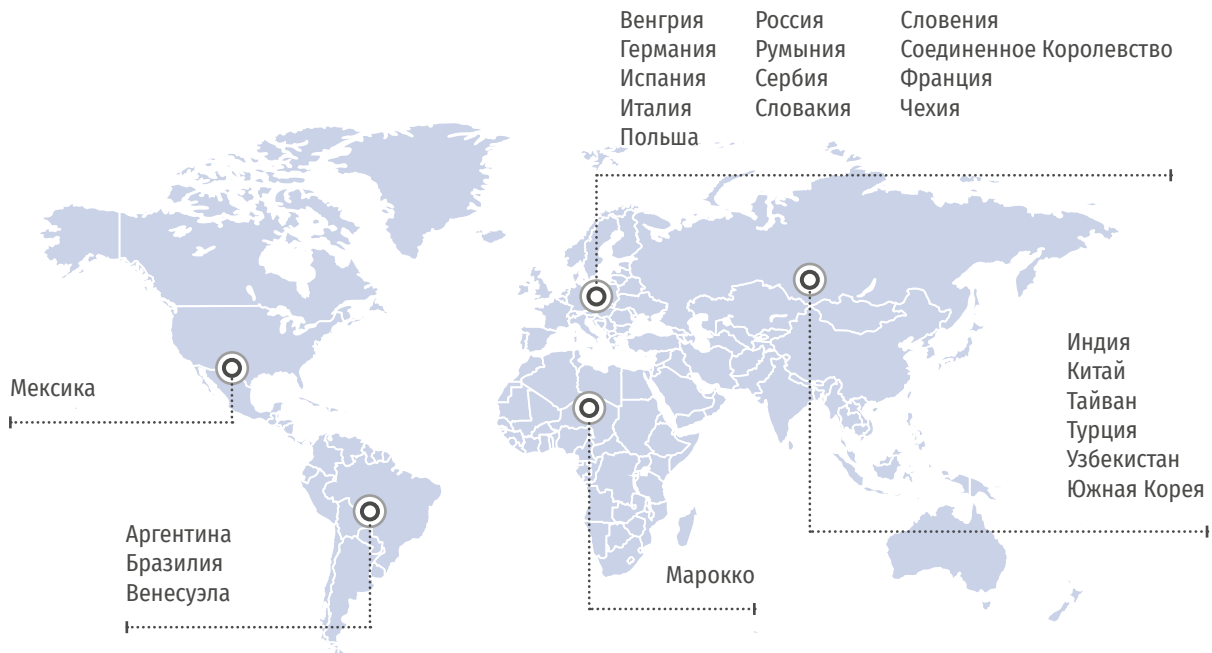 Венгрия
Германия
Испания
Италия
Польша
Россия
Румыния
Сербия
Словакия
Словения
Соединенное Королевство
Франция
Чехия
Мексика
Индия
Китай
Тайван
Турция
Узбекистан
Южная Корея
Аргентина
Бразилия
Венесуэла
Марокко